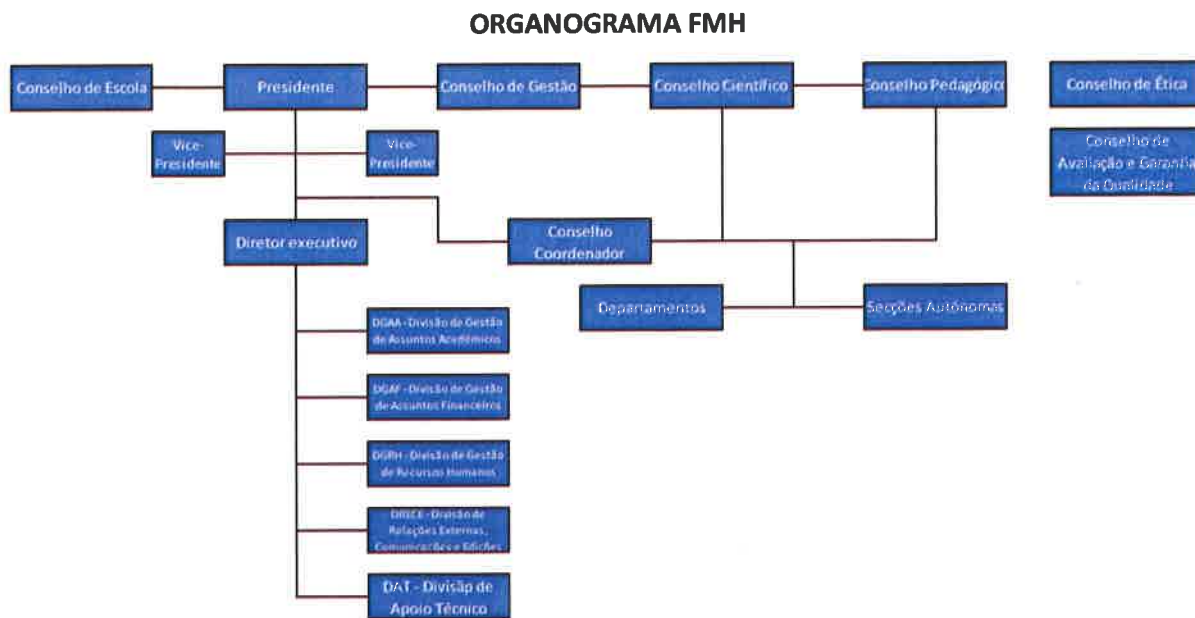 ORGANOGRAMA FMH
Conselho de Escola
Presidente
Conselho de Gestão
Conselho Científico
Conselho Pedagógico
Conselho de Ética
Vice-
Presidente
Vice-
Presidente
Conselho de
Avaliação e Garantia
da Qualidade
Diretor executivo
Conselho
Coordenador
Departamentos
Secções Autónomas
DGAA - Divisão de Gestão
de Assuntos Académicos
DGAF - Divisão de Gestão
de Assuntos Financeiros
DGRH - Divisão de Gestão
de Recursos Humanos
Divisão de
Relações Externas,
Comunicações e Edições
DAT - Divisãp de
Apoio Técnico